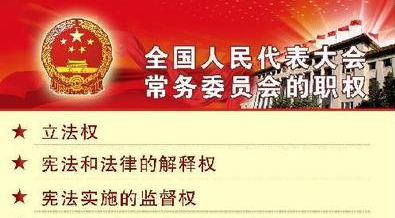 全国人民代表大会
常务委员会的职权
立法权
宪法和法律的解释权
宪法实施的监督权